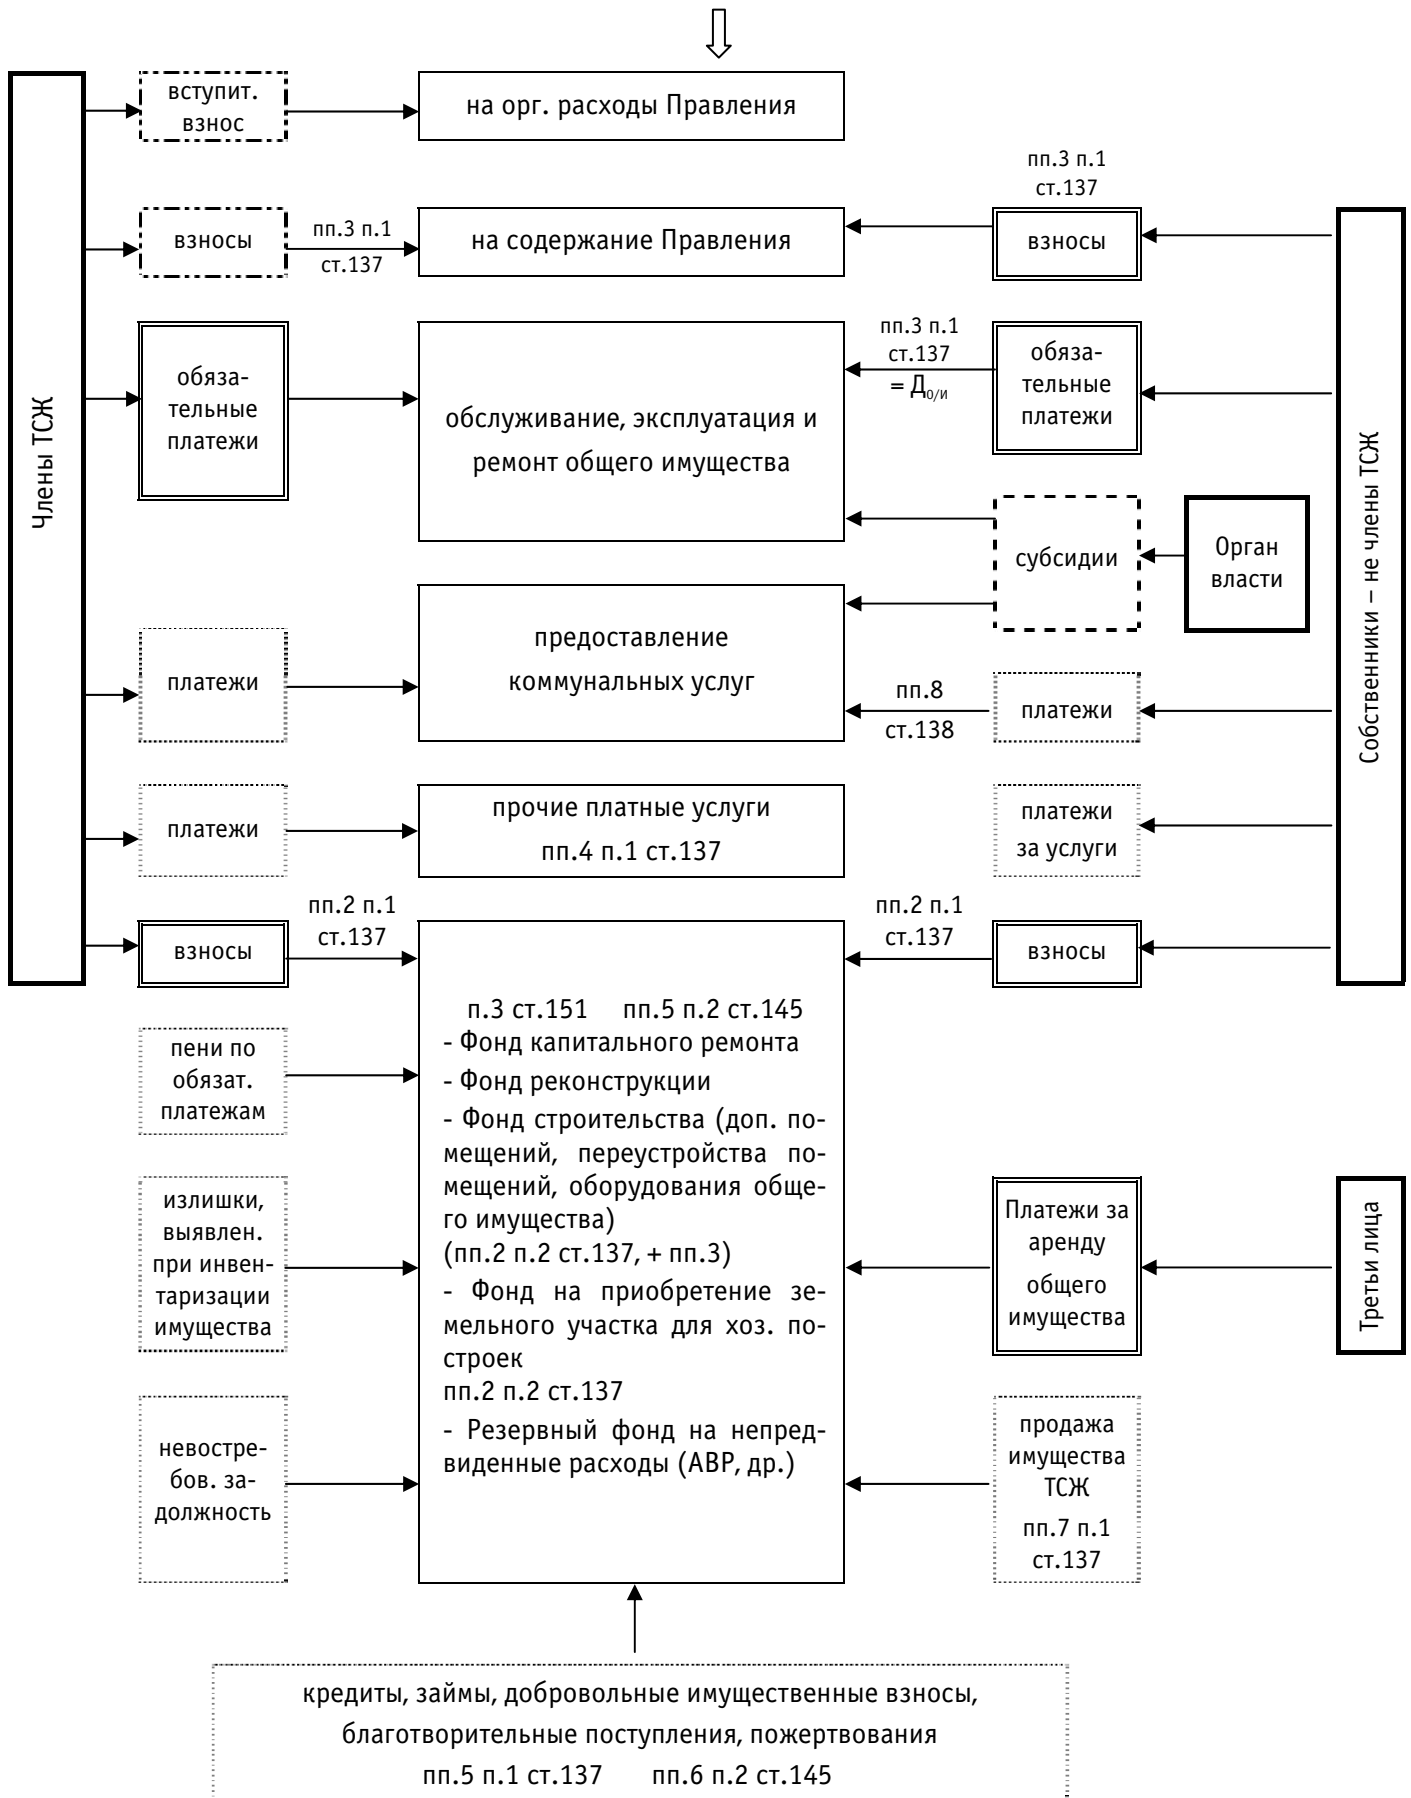 вступит.
взнос
на орг. расходы Правления
пп.3 п.1
ст.137
взносы
пп.3 п.1
ст.137
на содержание Правления
взносы
Члены ТСЖ
обяза-
тельные
платежи
обслуживание, эксплуатация и
ремонт общего имущества
пп.3 п.1
ст.137
= До/и
обяза-
тельные
платежи
субсидии
Орган
власти
Собственники – не члены ТСЖ
платежи
предоставление
коммунальных услуг
пп.8
ст.138
платежи
платежи
прочие платные услуги
пп.4 п.1 ст.137
платежи
за услуги
взносы
пп.2 п.1
ст.137
пп.2 п.1
ст.137
взносы
п.3 ст.151 пп.5 п.2 ст.145
- Фонд капитального ремонта
- Фонд реконструкции
- Фонд строительства (доп. по-
мещений, переустройства по-
мещений, оборудования обще-
го имущества)
(пп.2 п.2 ст.137, + пп.3)
- Фонд на приобретение зе-
мельного участка для хоз. по-
строек
пп.2 п.2 ст.137
- Резервный фонд на непред-
виденные расходы (АВР, др.)
пени по
обязат.
платежам
излишки,
выявлен.
при инвен-
таризации
имущества
невостре-
бов. за-
должность
Платежи за
аренду
общего
имущества
Третьи лица
продажа
имущества
ТСЖ
пп.7 п.1
ст.137
кредиты, займы, добровольные имущественные взносы,
благотворительные поступления, пожертвования
пп.5 п.1 ст.137 пп.6 п.2 ст.145